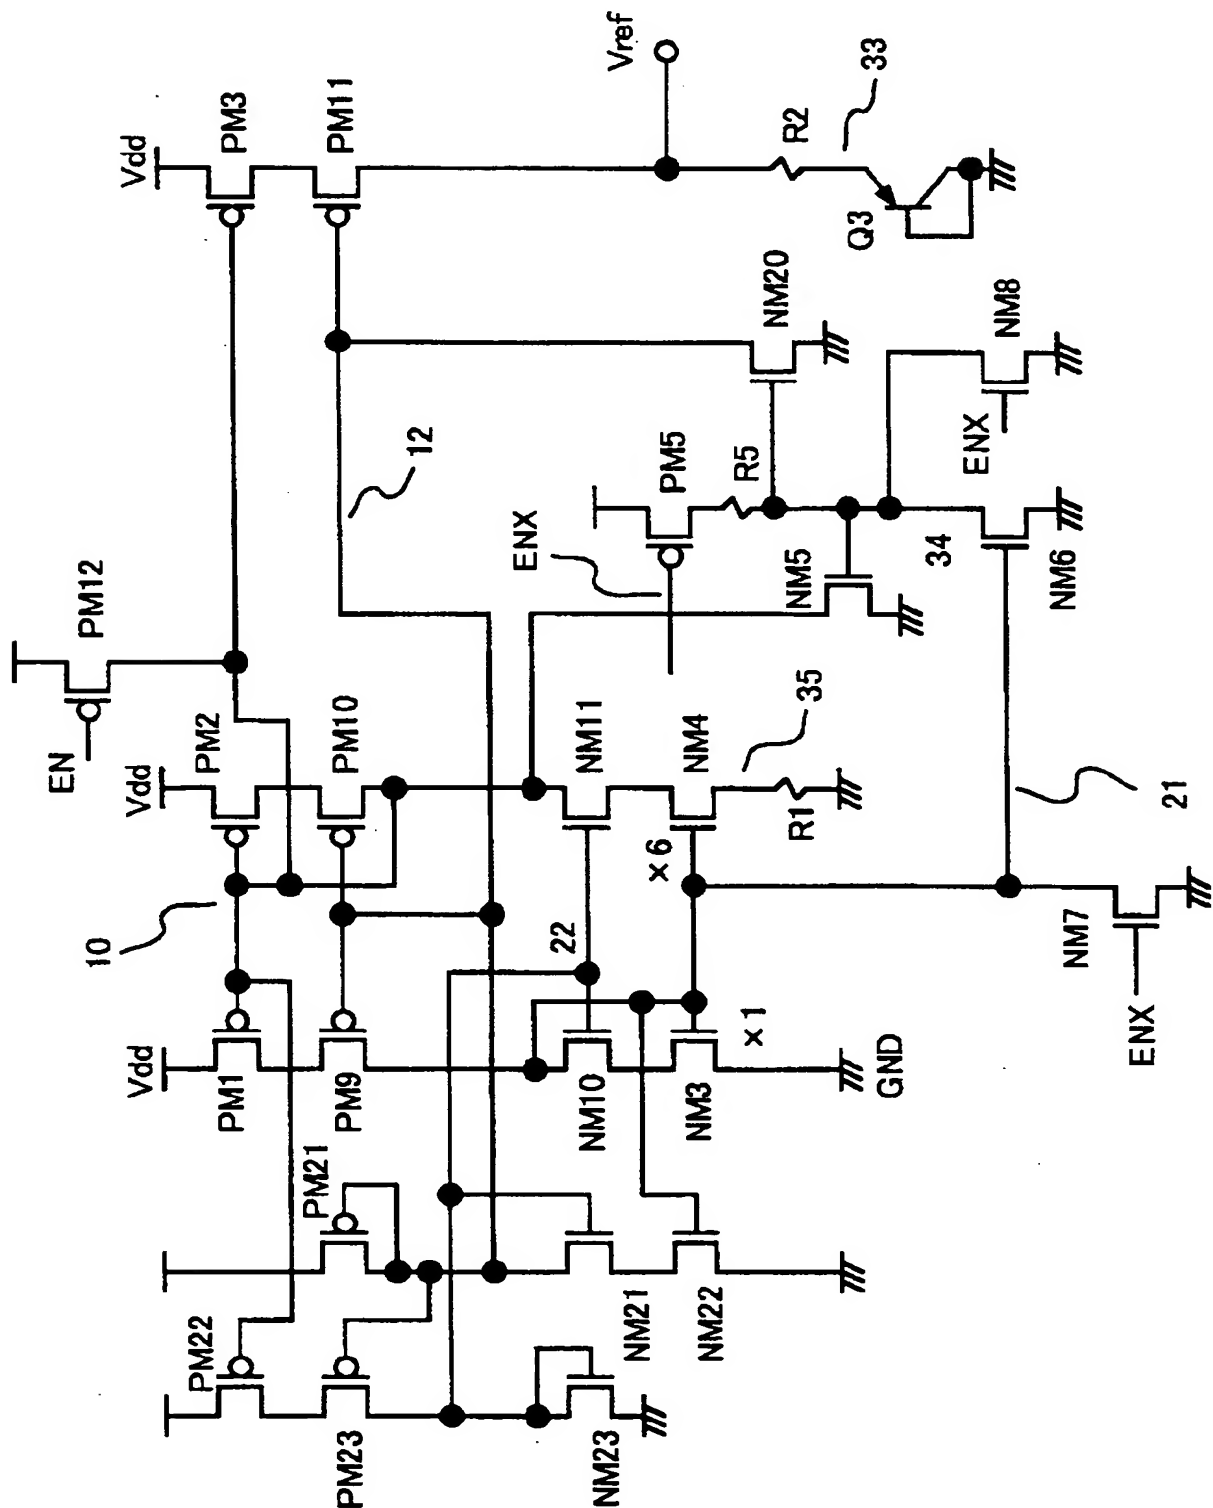 Vdd
PM3
PM11
Vref
R2
33
Q3
NM20
NM8
ENX
12
PM5
R5
ENX
NM5
34
NM6
PM12
EN
PM2
Vdd
PM10
NM11
NM4
35
R1
×6
21
10
22
NM7
ENX
Vdd
PM1
PM9
NM10
NM3
×1
GND
PM21
PM22
NM21
NM22
PM23
NM23